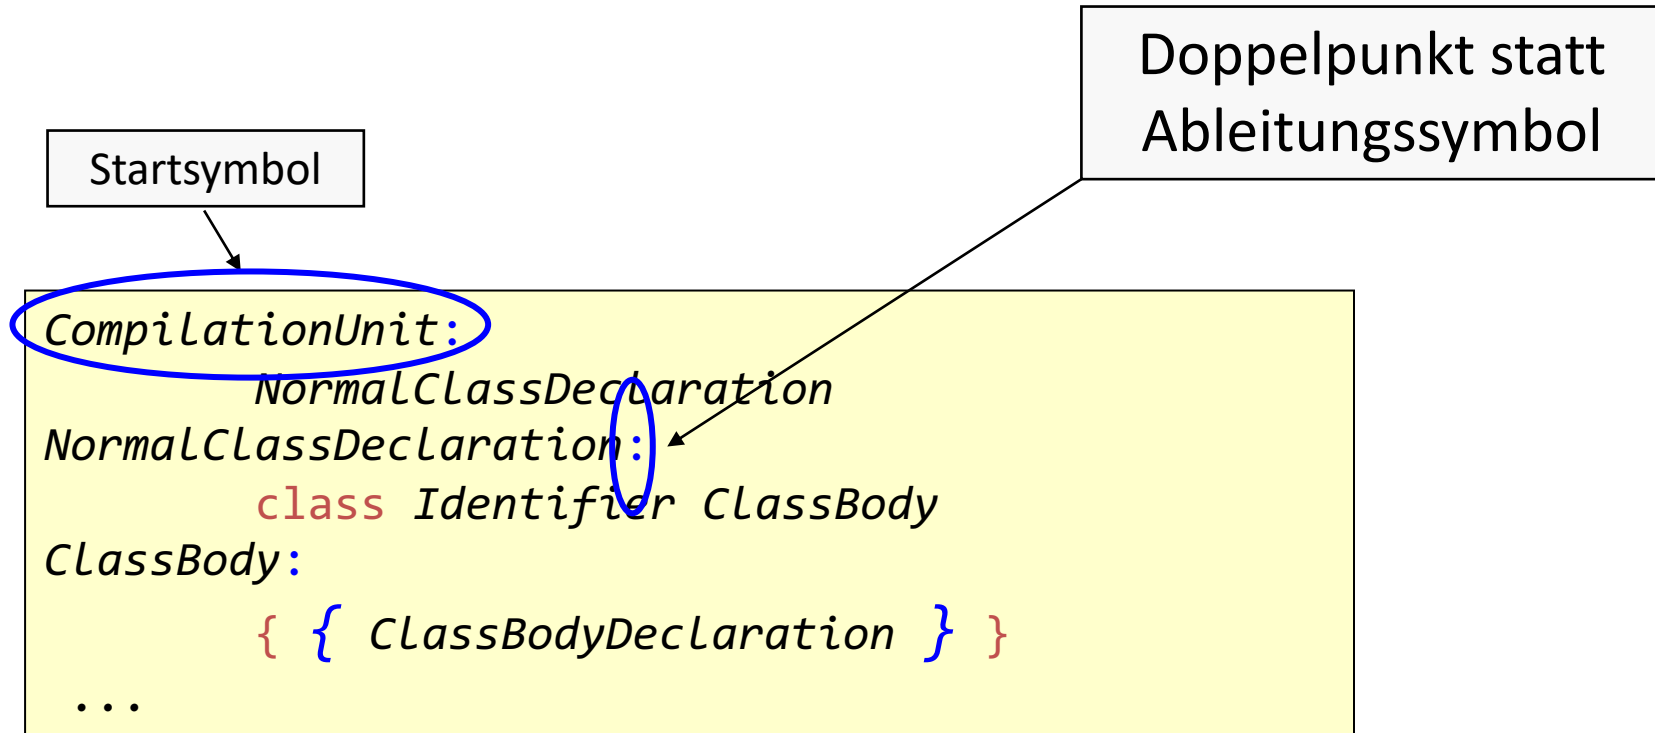 Doppelpunkt statt
Ableitungssymbol
Startsymbol
CompilationUnit:
NormalClassDeclaration
NormalClassDeclaration:
class Identifier ClassBody
ClassBody:
{ { ClassBodyDeclaration } }
...